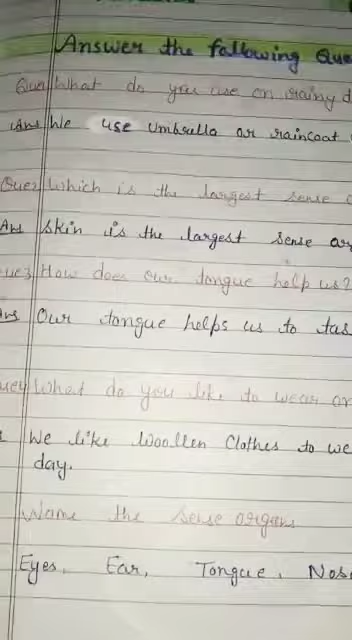 Answer the following Que
Que1 What do you use on rainy d
Ans We use umbrella or raincoat
Que2 Which is the largest sense
Ans Skin is the largest sense or
Que3 How does our tongue help us?
Ans Our tongue helps us to tas
Que4 What do you like to wear on
We like Woollen Clothes to we
day.
Name the sense organs
Eyes, Ear, Tongue, Nos